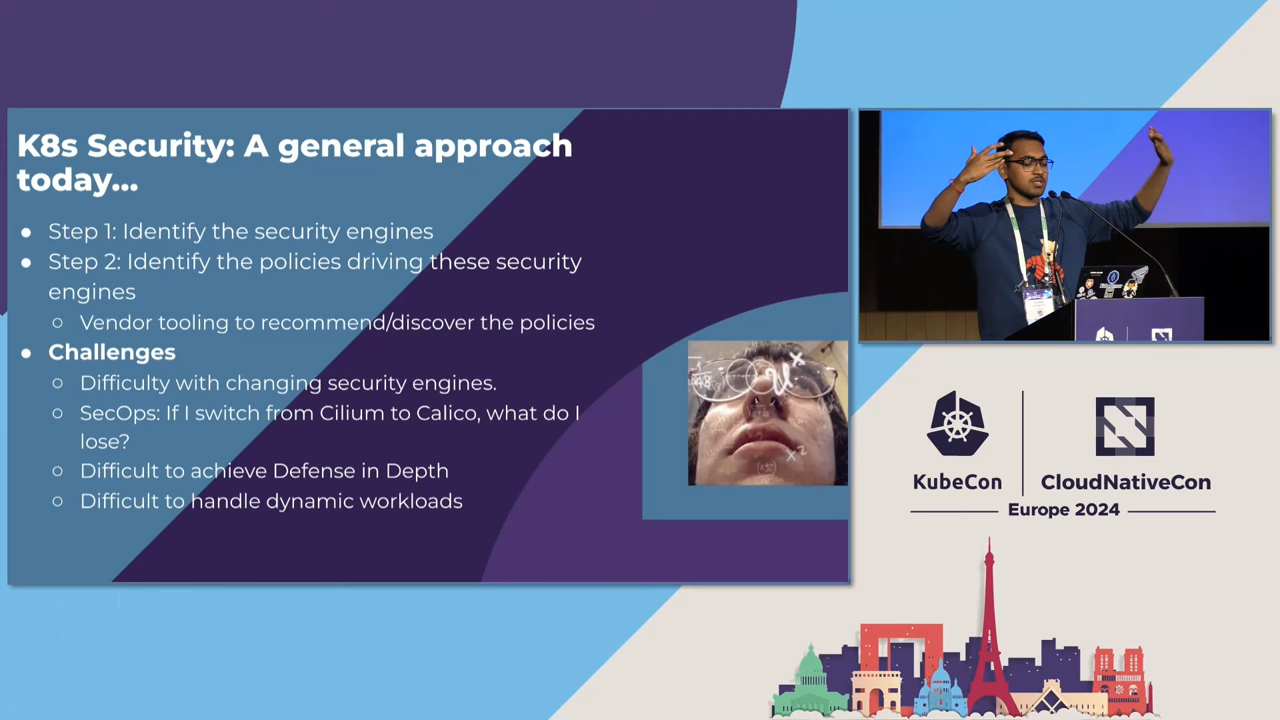 K8s Security: A general approach
today...
● Step 1: Identify the security engines
● Step 2: Identify the policies driving these security
engines
○ Vendor tooling to recommend/discover the policies
● Challenges
○ Difficulty with changing security engines.
○ SecOps: If I switch from Cilium to Calico, what do I
lose?
○ Difficult to achieve Defense in Depth
○ Difficult to handle dynamic workloads
KubeCon
CloudNativeCon
Europe 2024